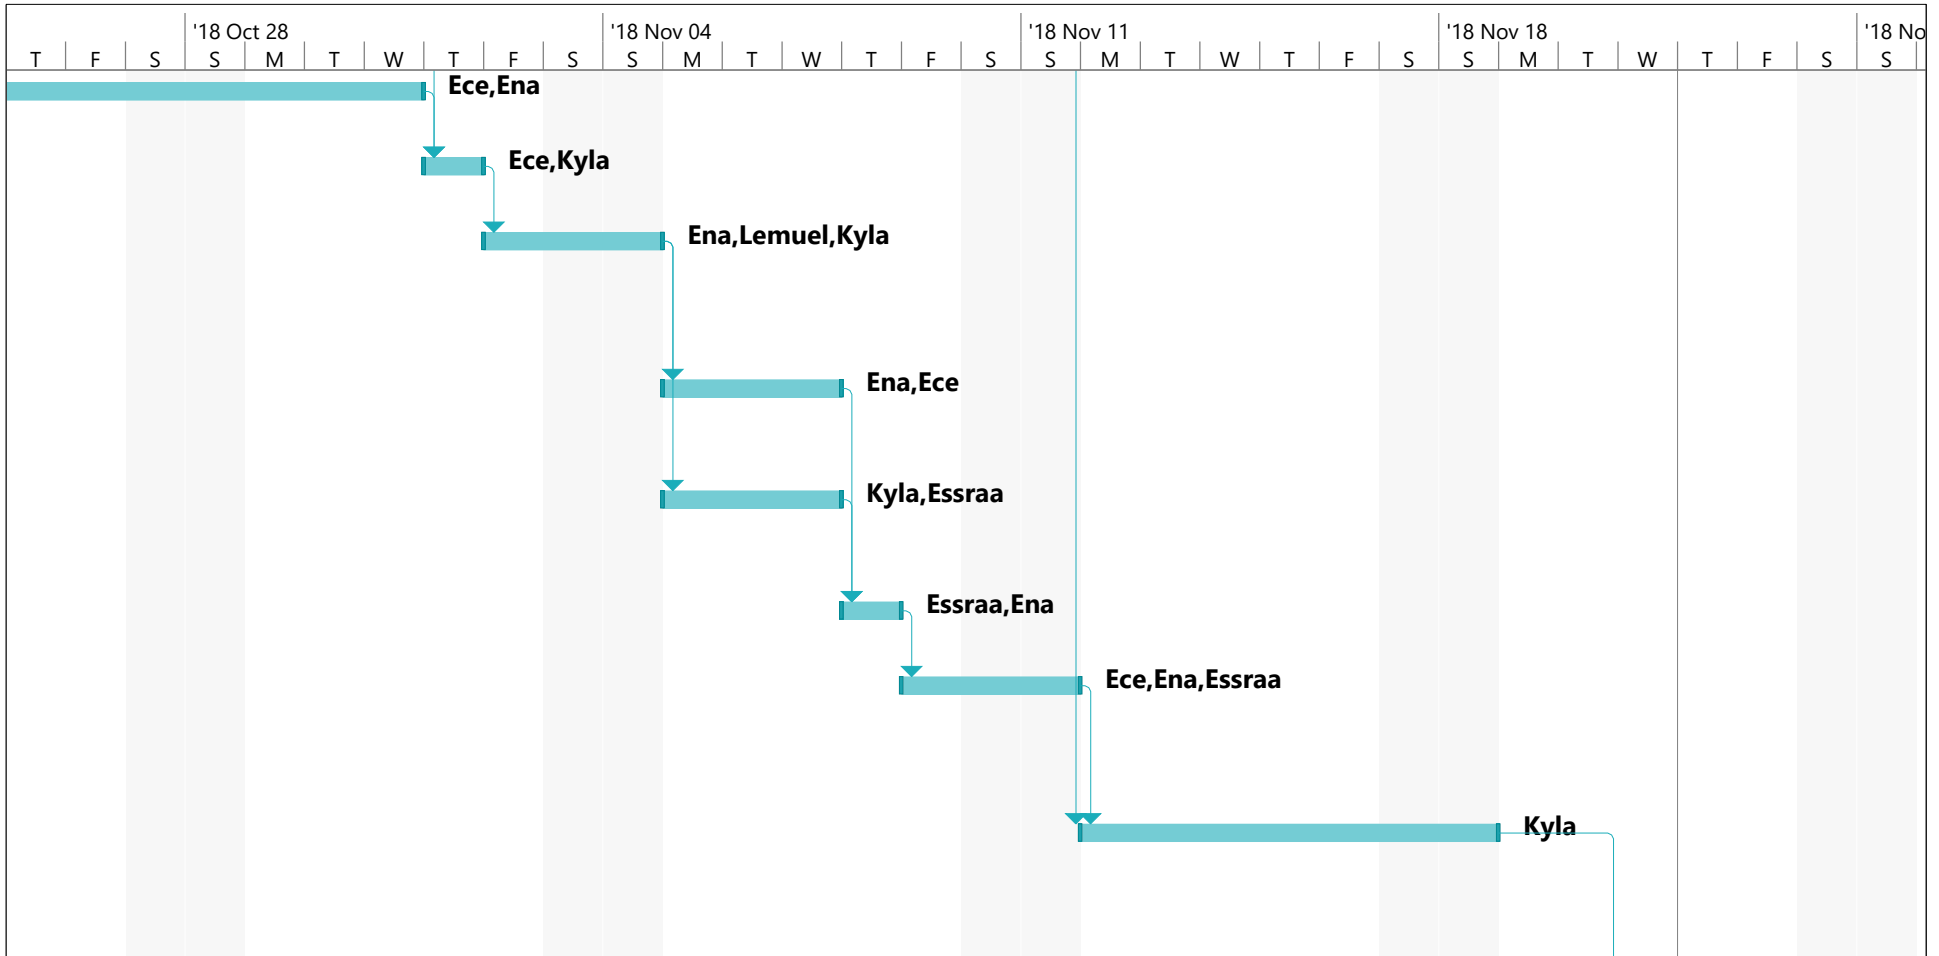 '18 Oct 28 '18 Nov 04 '18 Nov 11 '18 Nov 18 '18 No
T F S S M T W T F S S M T W T F S S M T W T F S S M T W T F S S
Ece,Ena
Ece,Kyla
Ena,Lemuel,Kyla
Ena,Ece
Kyla,Essraa
Essraa,Ena
Ece,Ena,Essraa
Kyla